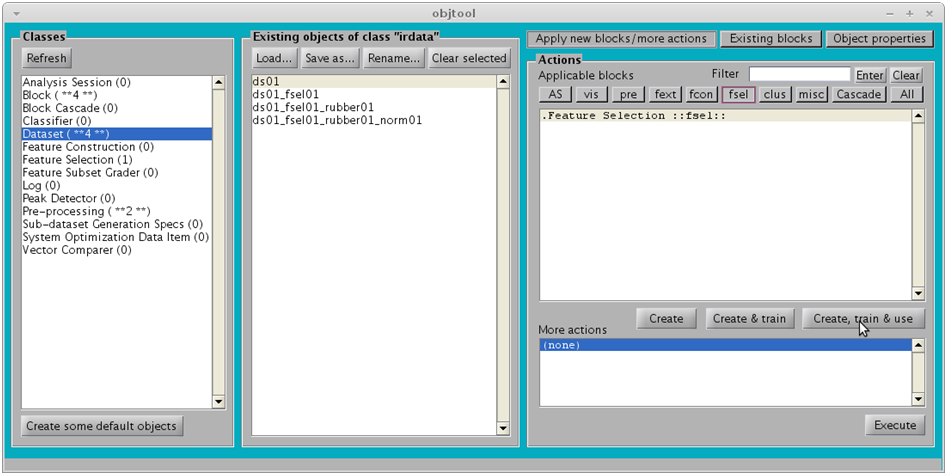 objtool
Classes
Refresh
Analysis Session (0)
Block ( **4 **)
Block Cascade (0)
Classifier (0)
Dataset ( **4 **)
Feature Construction (0)
Feature Selection (1)
Feature Subset Grader (0)
Log (0)
Peak Detector (0)
Pre-processing ( **2 **)
Sub-dataset Generation Specs (0)
System Optimization Data Item (0)
Vector Comparer (0)
Create some default objects
Existing objects of class "irdata"
Load... Save as... Rename... Clear selected
ds01
ds01_fsel01
ds01_fsel01_rubber01
ds01_fsel01_rubber01_norm01
Apply new blocks/more actions Existing blocks Object properties
Actions
Applicable blocks Filter Enter Clear
AS vis pre fext fcon fsel clus misc Cascade All
.Feature Selection ::fsel::
Create Create & train Create, train & use
More actions
(none)
Execute